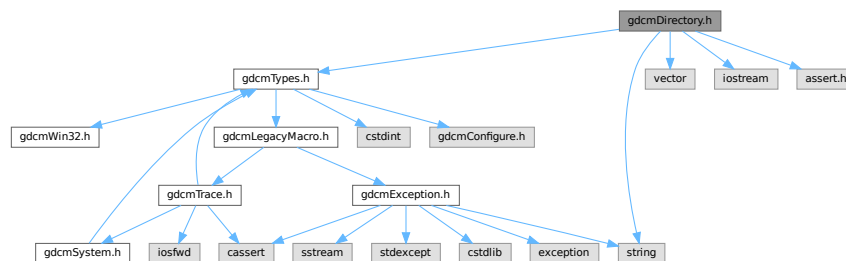 gdcmDirectory.h
gdcmTypes.h
vector
iostream
assert.h
gdcmWin32.h
gdcmLegacyMacro.h
cstdint
gdcmConfigure.h
gdcmTrace.h
gdcmException.h
gdcmSystem.h
iosfwd
cassert
sstream
stdexcept
cstdlib
exception
string